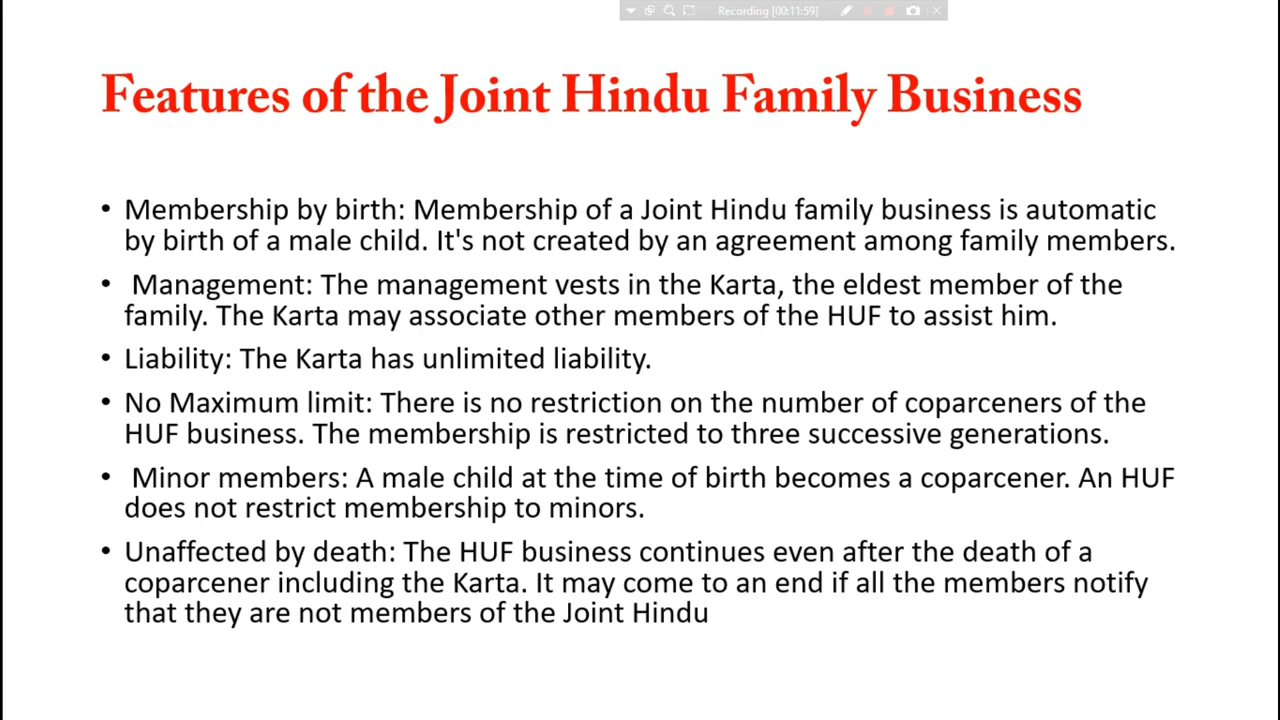 Recording [00:11:59]
Features of the Joint Hindu Family Business
• Membership by birth: Membership of a Joint Hindu family business is automatic
by birth of a male child. It's not created by an agreement among family members.
• Management: The management vests in the Karta, the eldest member of the
family. The Karta may associate other members of the HUF to assist him.
• Liability: The Karta has unlimited liability.
• No Maximum limit: There is no restriction on the number of coparceners of the
HUF business. The membership is restricted to three successive generations.
• Minor members: A male child at the time of birth becomes a coparcener. An HUF
does not restrict membership to minors.
• Unaffected by death: The HUF business continues even after the death of a
coparcener including the Karta. It may come to an end if all the members notify
that they are not members of the Joint Hindu